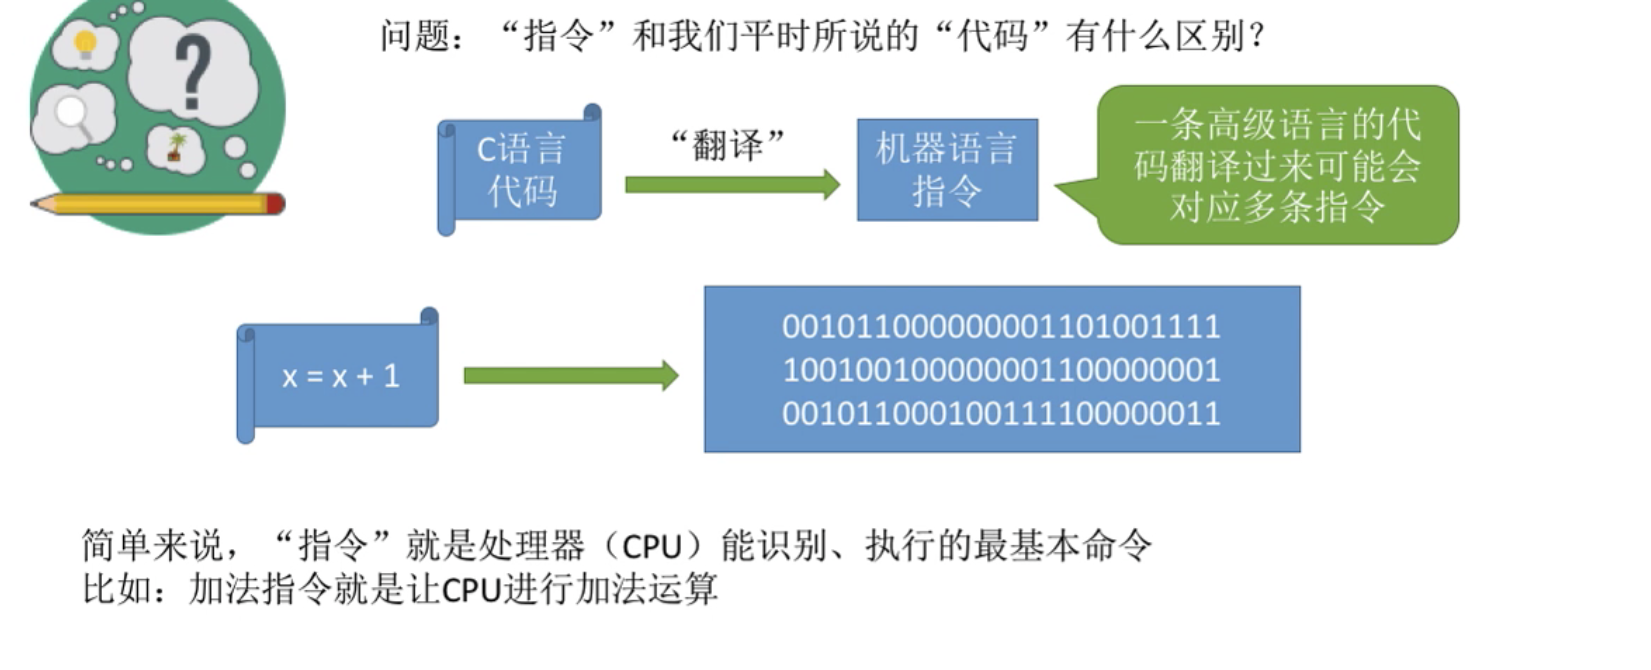 ?
问题：“指令”和我们平时所说的“代码”有什么区别？
C语言
代码
“翻译”
机器语言
指令
一条高级语言的代
码翻译过来可能会
对应多条指令
x = x + 1
001011000000001101001111
100100100000001100000001
001011000100111100000011
简单来说，“指令”就是处理器（CPU）能识别、执行的最基本命令
比如：加法指令就是让CPU进行加法运算